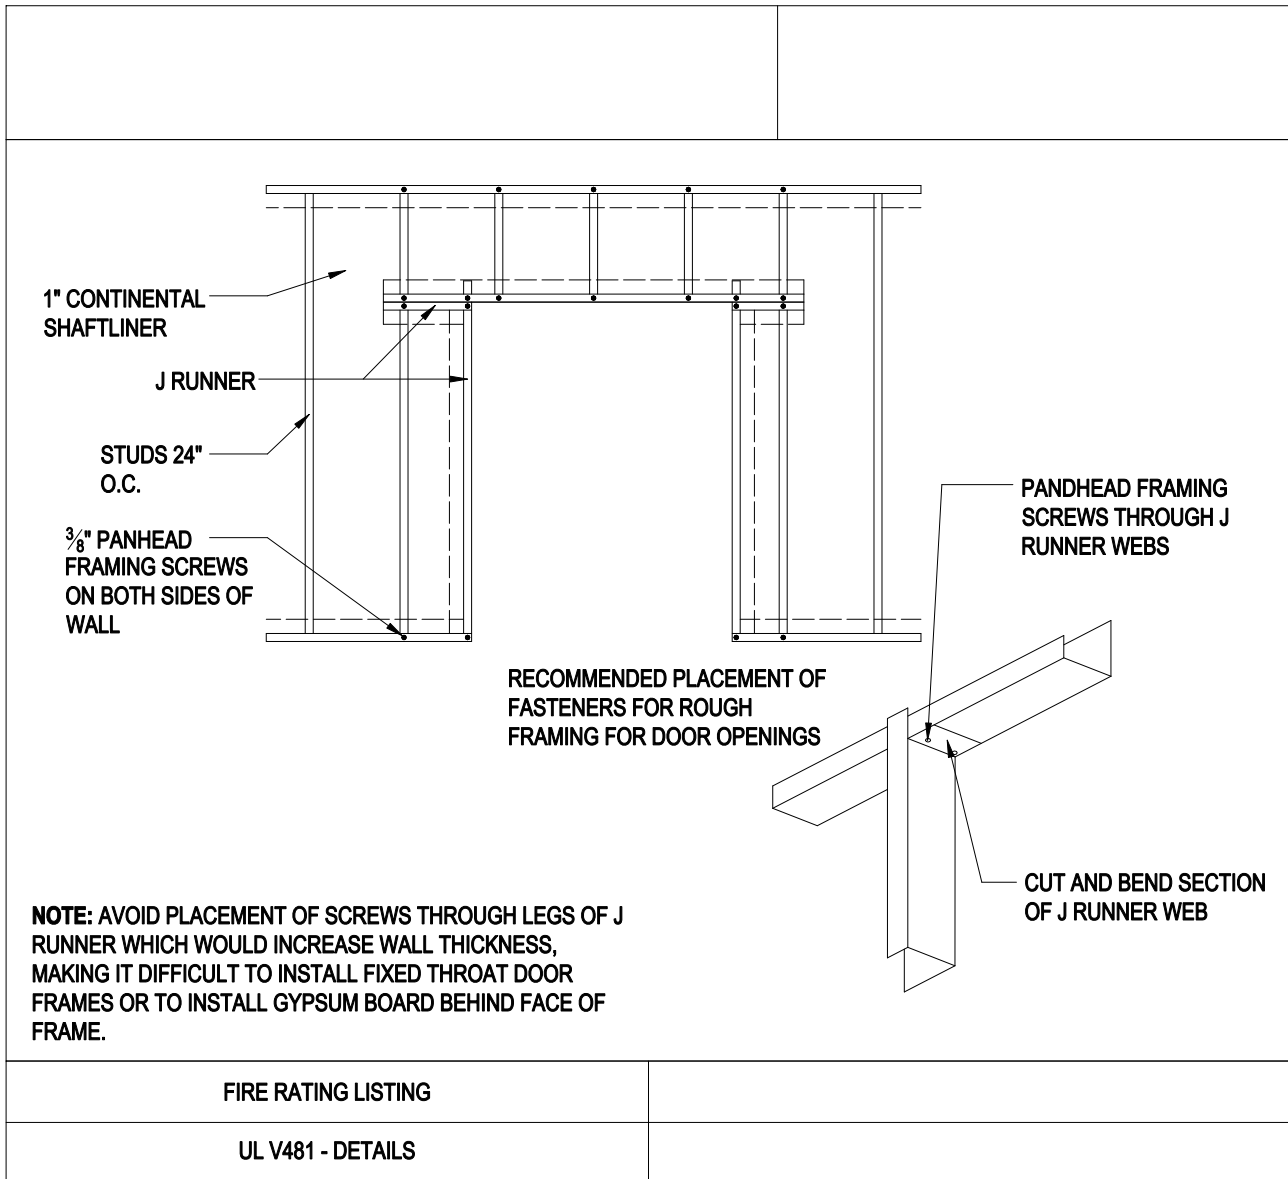 1" CONTINENTAL
SHAFTLINER
J RUNNER
STUDS 24"
O.C.
3/8" PANHEAD
FRAMING SCREWS
ON BOTH SIDES OF
WALL
PANDHEAD FRAMING
SCREWS THROUGH J
RUNNER WEBS
RECOMMENDED PLACEMENT OF
FASTENERS FOR ROUGH
FRAMING FOR DOOR OPENINGS
CUT AND BEND SECTION
OF J RUNNER WEB
NOTE: AVOID PLACEMENT OF SCREWS THROUGH LEGS OF J
RUNNER WHICH WOULD INCREASE WALL THICKNESS,
MAKING IT DIFFICULT TO INSTALL FIXED THROAT DOOR
FRAMES OR TO INSTALL GYPSUM BOARD BEHIND FACE OF
FRAME.
FIRE RATING LISTING
UL V481 - DETAILS